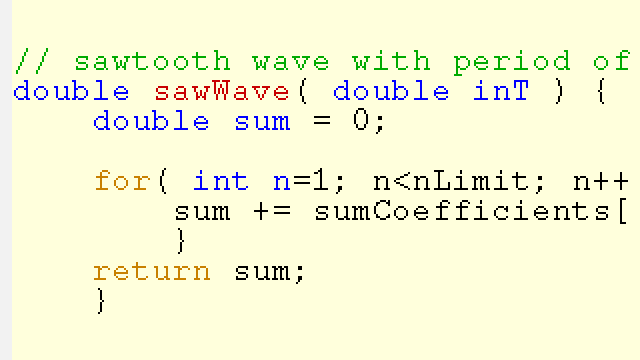 // sawtooth wave with period of
double sawWave( double inT ) {
double sum = 0;
for( int n=1; n<nLimit; n++
sum += sumCoefficients[
}
return sum;
}